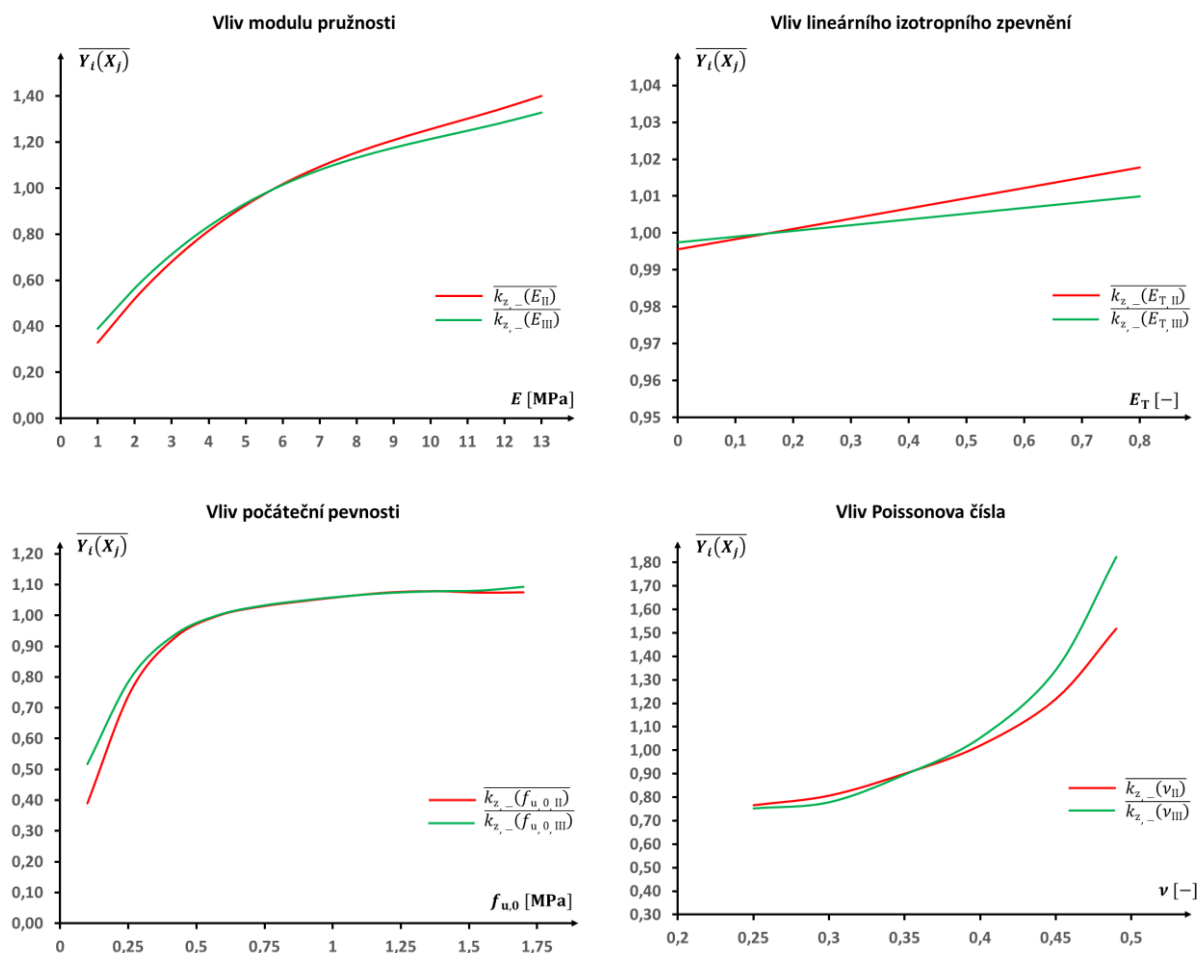 Vliv modulu pružnosti
Y_i(X_j)
1,40
1,20
1,00
0,80
0,60
0,40
0,20
0,00
k_z,_(E_II)
k_z,_(E_III)
E [MPa]
0 1 2 3 4 5 6 7 8 9 10 11 12 13
Vliv lineárního izotropního zpevnění
Y_i(X_j)
1,04
1,03
1,02
1,01
1,00
0,99
0,98
0,97
0,96
0,95
k_z,_(E_T,II)
k_z,_(E_T,III)
E_T [−]
0 0,1 0,2 0,3 0,4 0,5 0,6 0,7 0,8
Vliv počáteční pevnosti
Y_i(X_j)
1,20
1,10
1,00
0,90
0,80
0,70
0,60
0,50
0,40
0,30
0,20
0,10
0,00
k_z,_(f_u,0,II)
k_z,_(f_u,0,III)
f_u,0 [MPa]
0 0,25 0,5 0,75 1 1,25 1,5 1,75
Vliv Poissonova čísla
Y_i(X_j)
1,80
1,70
1,60
1,50
1,40
1,30
1,20
1,10
1,00
0,90
0,80
0,70
0,60
0,50
0,40
0,30
k_z,_(ν_II)
k_z,_(ν_III)
ν [−]
0,2 0,25 0,3 0,35 0,4 0,45 0,5